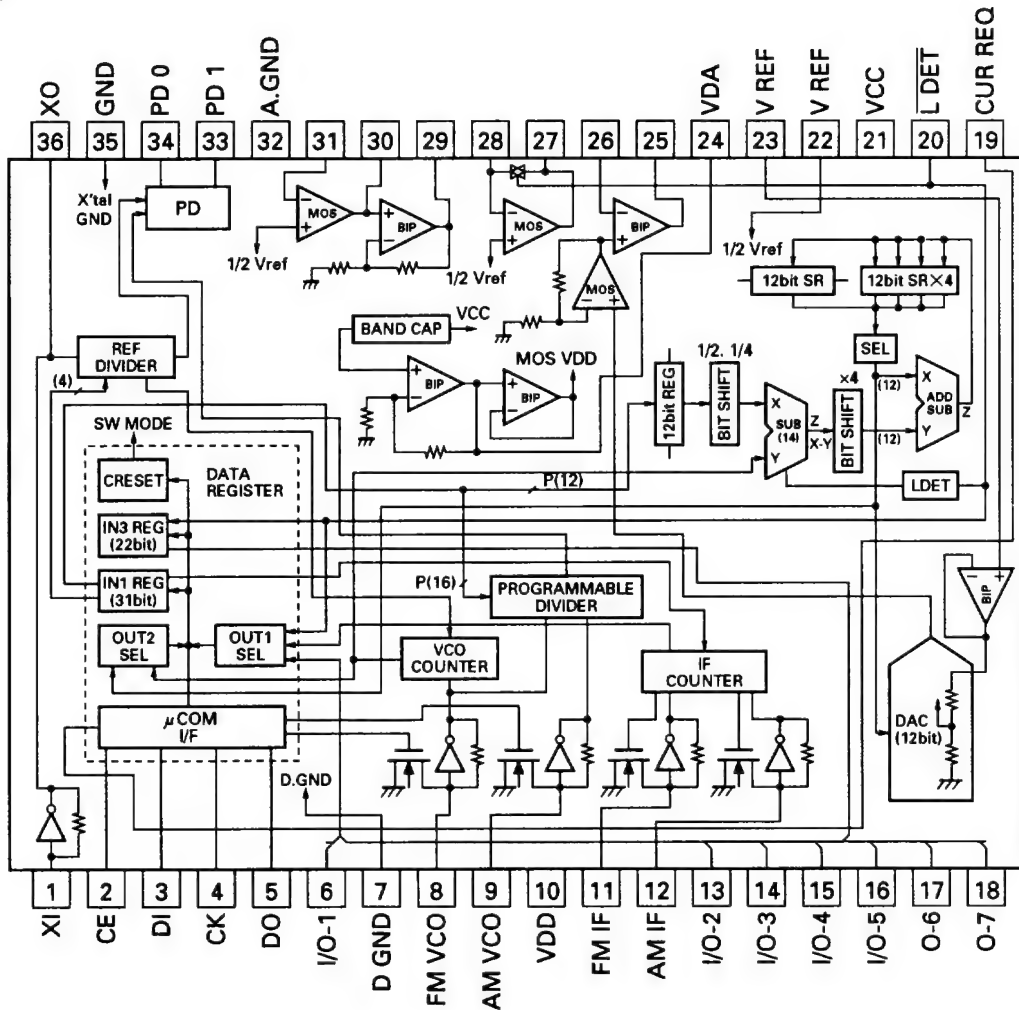 XO
GND
PD 0
PD 1
A.GND
VDA
V REF
V REF
VCC
L DET
CUR REQ
36
35
34
33
32
31
30
29
28
27
26
25
24
23
22
21
20
19
X'tal
GND
PD
MOS
BIP
1/2 Vref
MOS
BIP
1/2 Vref
MOS
1/2 Vref
12bit SR
12bit SR×4
SEL
BAND CAP
VCC
MOS VDD
BIP
BIP
REF
DIVIDER
(4)
12bit REG
1/2. 1/4
BIT SHIFT
X
SUB
(14)
Y
Z
X-Y
×4
BIT SHIFT
(12)
(12)
X
ADD
SUB
Y
Z
LDET
SW MODE
CRESET
DATA
REGISTER
P(12)
IN3 REG
(22bit)
IN1 REG
(31bit)
P(16)
PROGRAMMABLE
DIVIDER
BIP
OUT2
SEL
OUT1
SEL
VCO
COUNTER
IF
COUNTER
μCOM
I/F
DAC
(12bit)
D.GND
1
2
3
4
5
6
7
8
9
10
11
12
13
14
15
16
17
18
XI
CE
DI
CK
DO
I/O-1
D GND
FM VCO
AM VCO
VDD
FM IF
AM IF
I/O-2
I/O-3
I/O-4
I/O-5
O-6
O-7